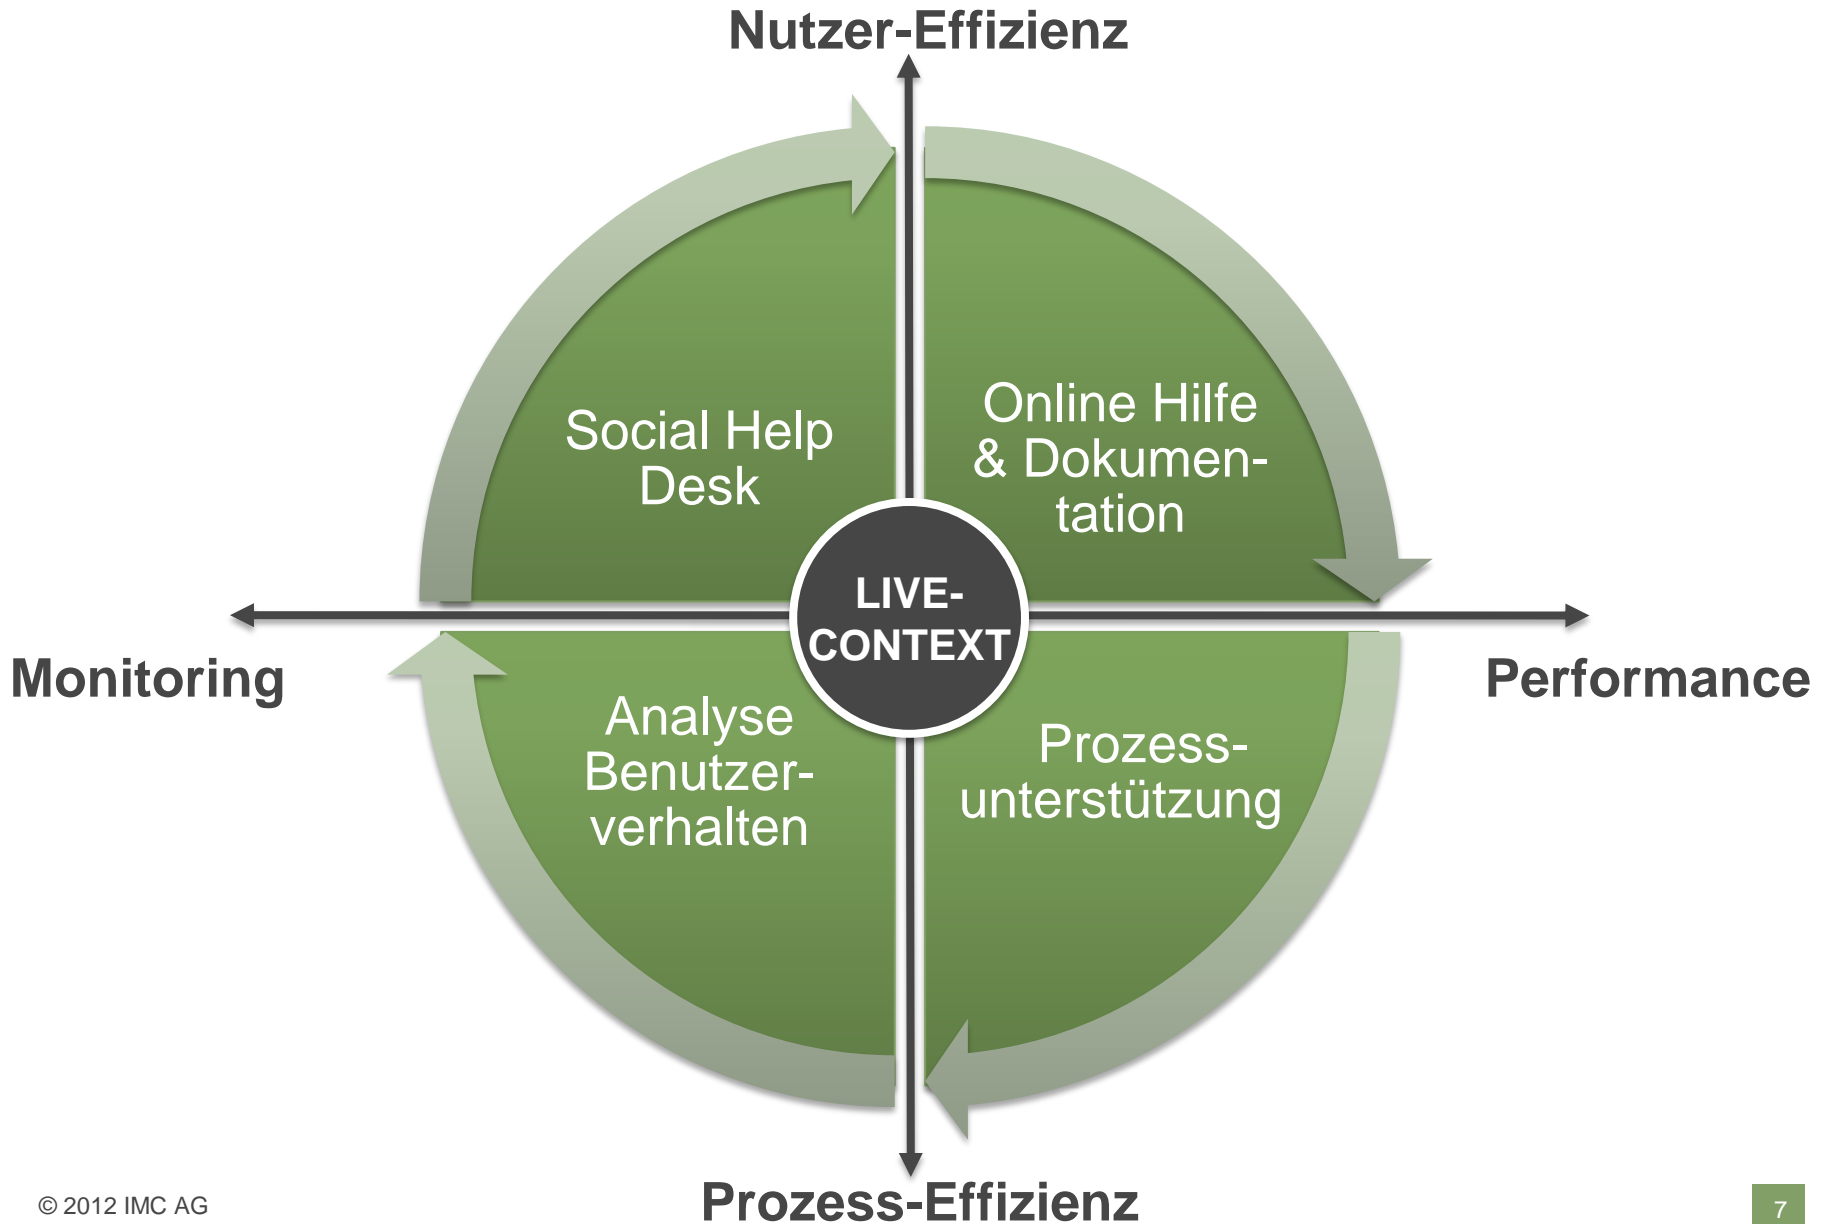 Nutzer-Effizienz
Social Help
Desk
Online Hilfe
& Dokumen-
tation
LIVE-
CONTEXT
Monitoring
Performance
Analyse
Benutzer-
verhalten
Prozess-
unterstützung
Prozess-Effizienz
© 2012 IMC AG
7